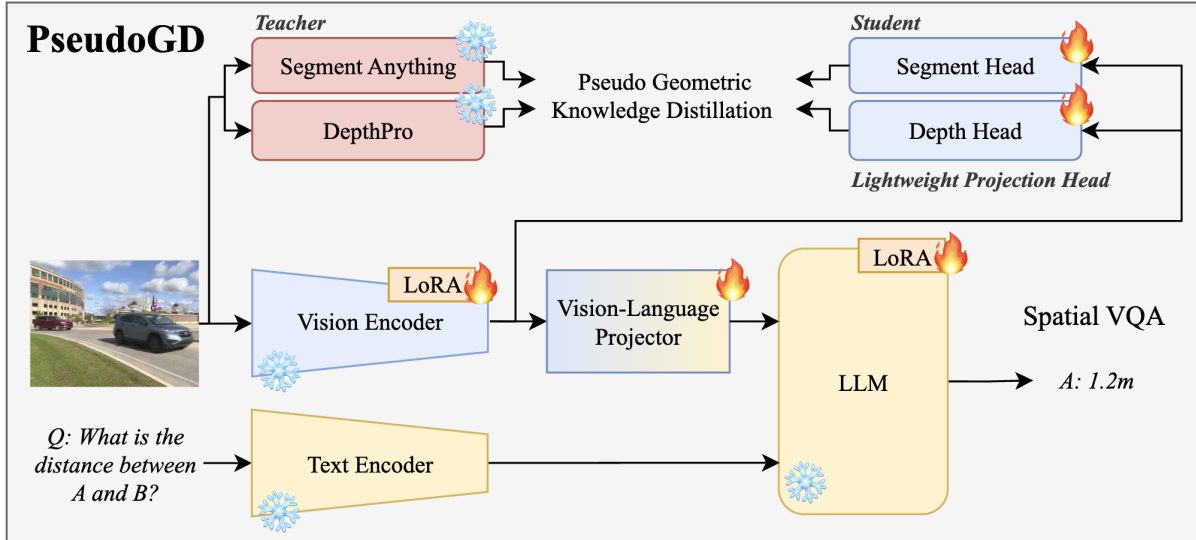 PseudoGD
Teacher
Segment Anything
DepthPro
Pseudo Geometric
Knowledge Distillation
Student
Segment Head
Depth Head
Lightweight Projection Head
LoRA
Vision Encoder
Vision-Language
Projector
LoRA
LLM
Spatial VQA
A: 1.2m
Q: What is the
distance between
A and B?
Text Encoder